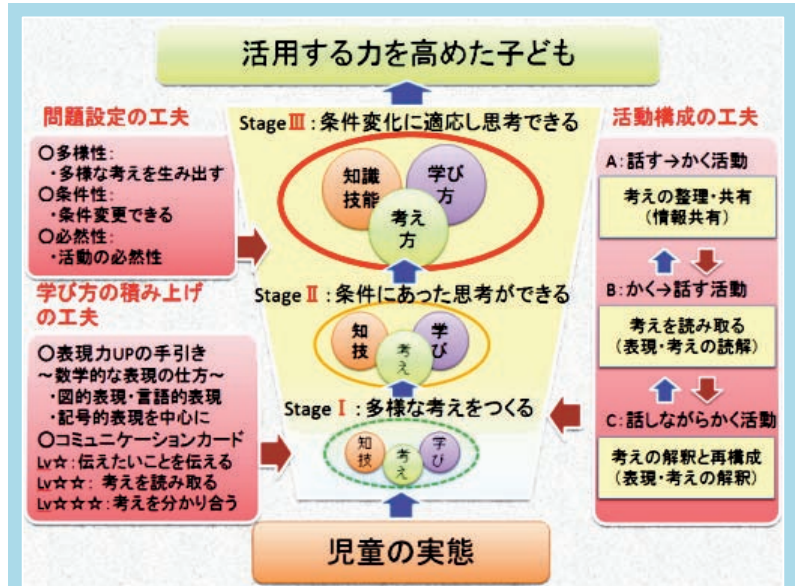 活用する力を高めた子ども
問題設定の工夫
○多様性:
・多様な考えを生み出す
○条件性:
・条件変更できる
○必然性:
・活動の必然性
学び方の積み上げ
の工夫
○表現力UPの手引き
～数学的な表現の仕方～
・図的表現・言語的表現
・記号的表現を中心に
○コミュニケーションカード
Lv☆:伝えたいことを伝える
Lv☆☆: 考えを読み取る
Lv☆☆☆:考えを分かり合う
StageⅢ:条件変化に適応し思考できる
知識
技能
学び
方
考え
方
StageⅡ:条件にあった思考ができる
知
技
学
び
考
え
StageⅠ:多様な考えをつくる
知
技
学
び
考
え
児童の実態
活動構成の工夫
A:話す→かく活動
考えの整理・共有
(情報共有)
B:かく→話す活動
考えを読み取る
(表現・考えの読解)
C:話しながらかく活動
考えの解釈と再構成
(表現・考えの解釈)